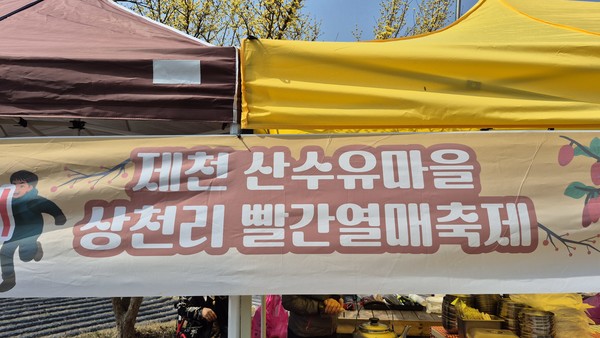 제천 산수유마을
상천리 빨간열매축제